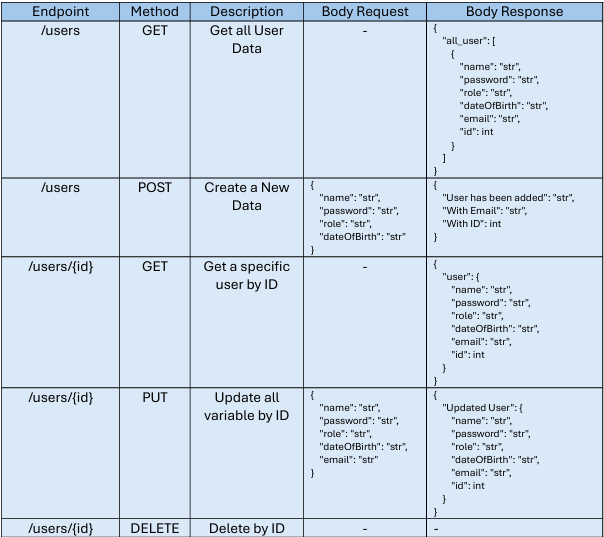 Endpoint Method Description Body Request Body Response
/users GET Get all User Data - {
"all_user": [
{
"name": "str",
"password": "str",
"role": "str",
"dateOfBirth": "str",
"email": "str",
"id": int
}
]
}
/users POST Create a New Data
{
"name": "str",
"password": "str",
"role": "str",
"dateOfBirth": "str"
}
{
"User has been added": "str",
"With Email": "str",
"With ID": int
}
/users/{id} GET Get a specific user by ID -
{
"user": {
"name": "str",
"password": "str",
"role": "str",
"dateOfBirth": "str",
"email": "str",
"id": int
}
}
/users/{id} PUT Update all variable by ID
{
"name": "str",
"password": "str",
"role": "str",
"dateOfBirth": "str",
"email": "str"
}
{
"Updated User": {
"name": "str",
"password": "str",
"role": "str",
"dateOfBirth": "str",
"email": "str",
"id": int
}
}
/users/{id} DELETE Delete by ID - -